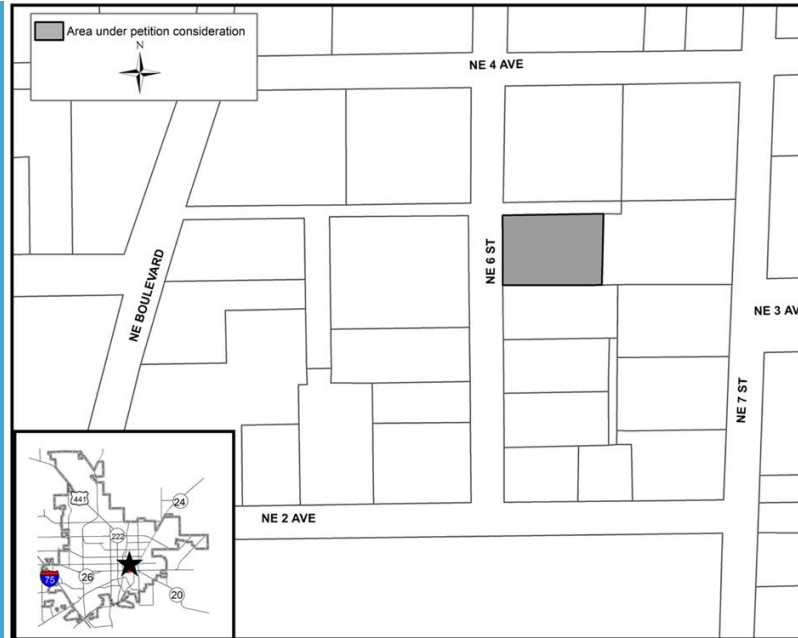 Area under petition consideration
N
NE 4 AVE
NE BOULEVARD
NE 6 ST
NE 3 AV
NE 7 ST
NE 2 AVE
441
24
222
26
75
20